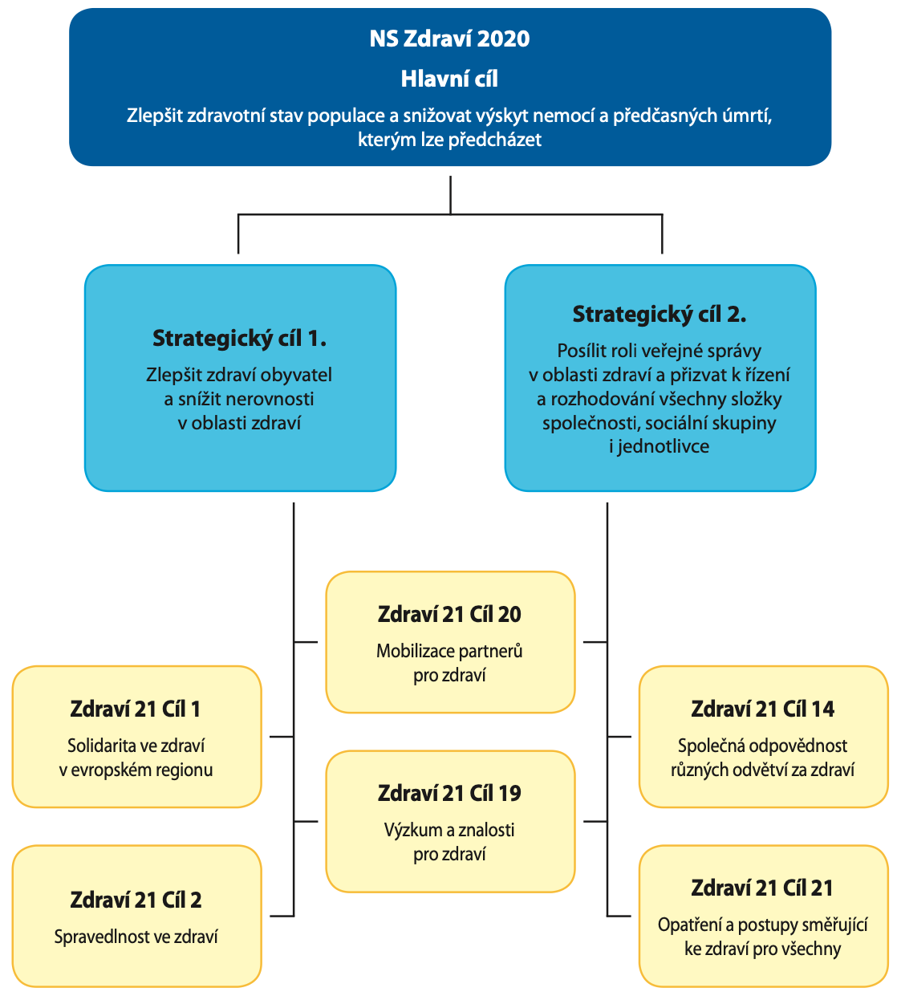 NS Zdraví 2020
Hlavní cíl
Zlepšit zdravotní stav populace a snižovat výskyt nemocí a předčasných úmrtí,
kterým lze předcházet
Strategický cíl 1.
Zlepšit zdraví obyvatel
a snížit nerovnosti
v oblasti zdraví
Strategický cíl 2.
Posílit roli veřejné správy
v oblasti zdraví a přizvat k řízení
a rozhodování všechny složky
společnosti, sociální skupiny
i jednotlivce
Zdraví 21 Cíl 20
Mobilizace partnerů
pro zdraví
Zdraví 21 Cíl 1
Solidarita ve zdraví
v evropském regionu
Zdraví 21 Cíl 14
Společná odpovědnost
různých odvětví za zdraví
Zdraví 21 Cíl 19
Výzkum a znalosti
pro zdraví
Zdraví 21 Cíl 2
Spravedlnost ve zdraví
Zdraví 21 Cíl 21
Opatření a postupy směřující
ke zdraví pro všechny